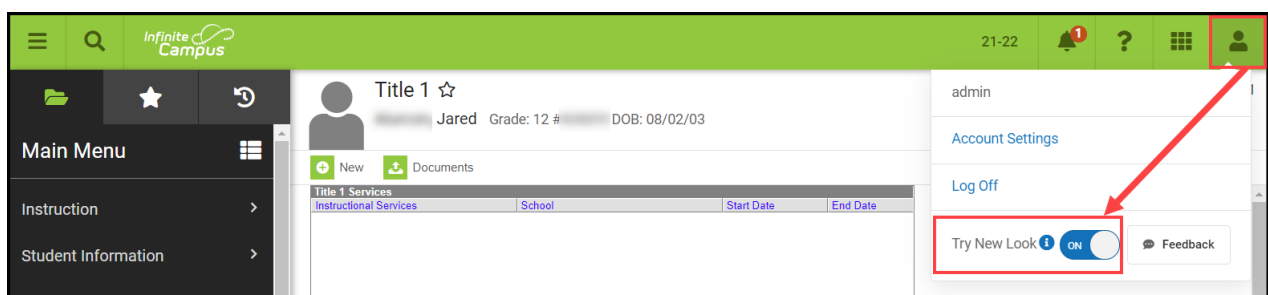 Infinite Campus
21-22
1
?
Title 1
Jared Grade: 12 # DOB: 08/02/03
Main Menu
New Documents
Title 1 Services
Instructional Services School Start Date End Date
Instruction
Student Information
admin
Account Settings
Log Off
Try New Look ON Feedback